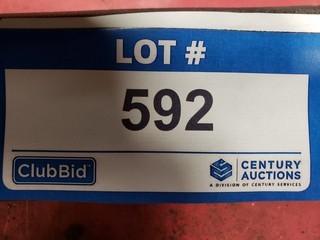 LOT #
592
ClubBid
CENTURY
AUCTIONS
A DIVISION OF CENTURY SERVICES